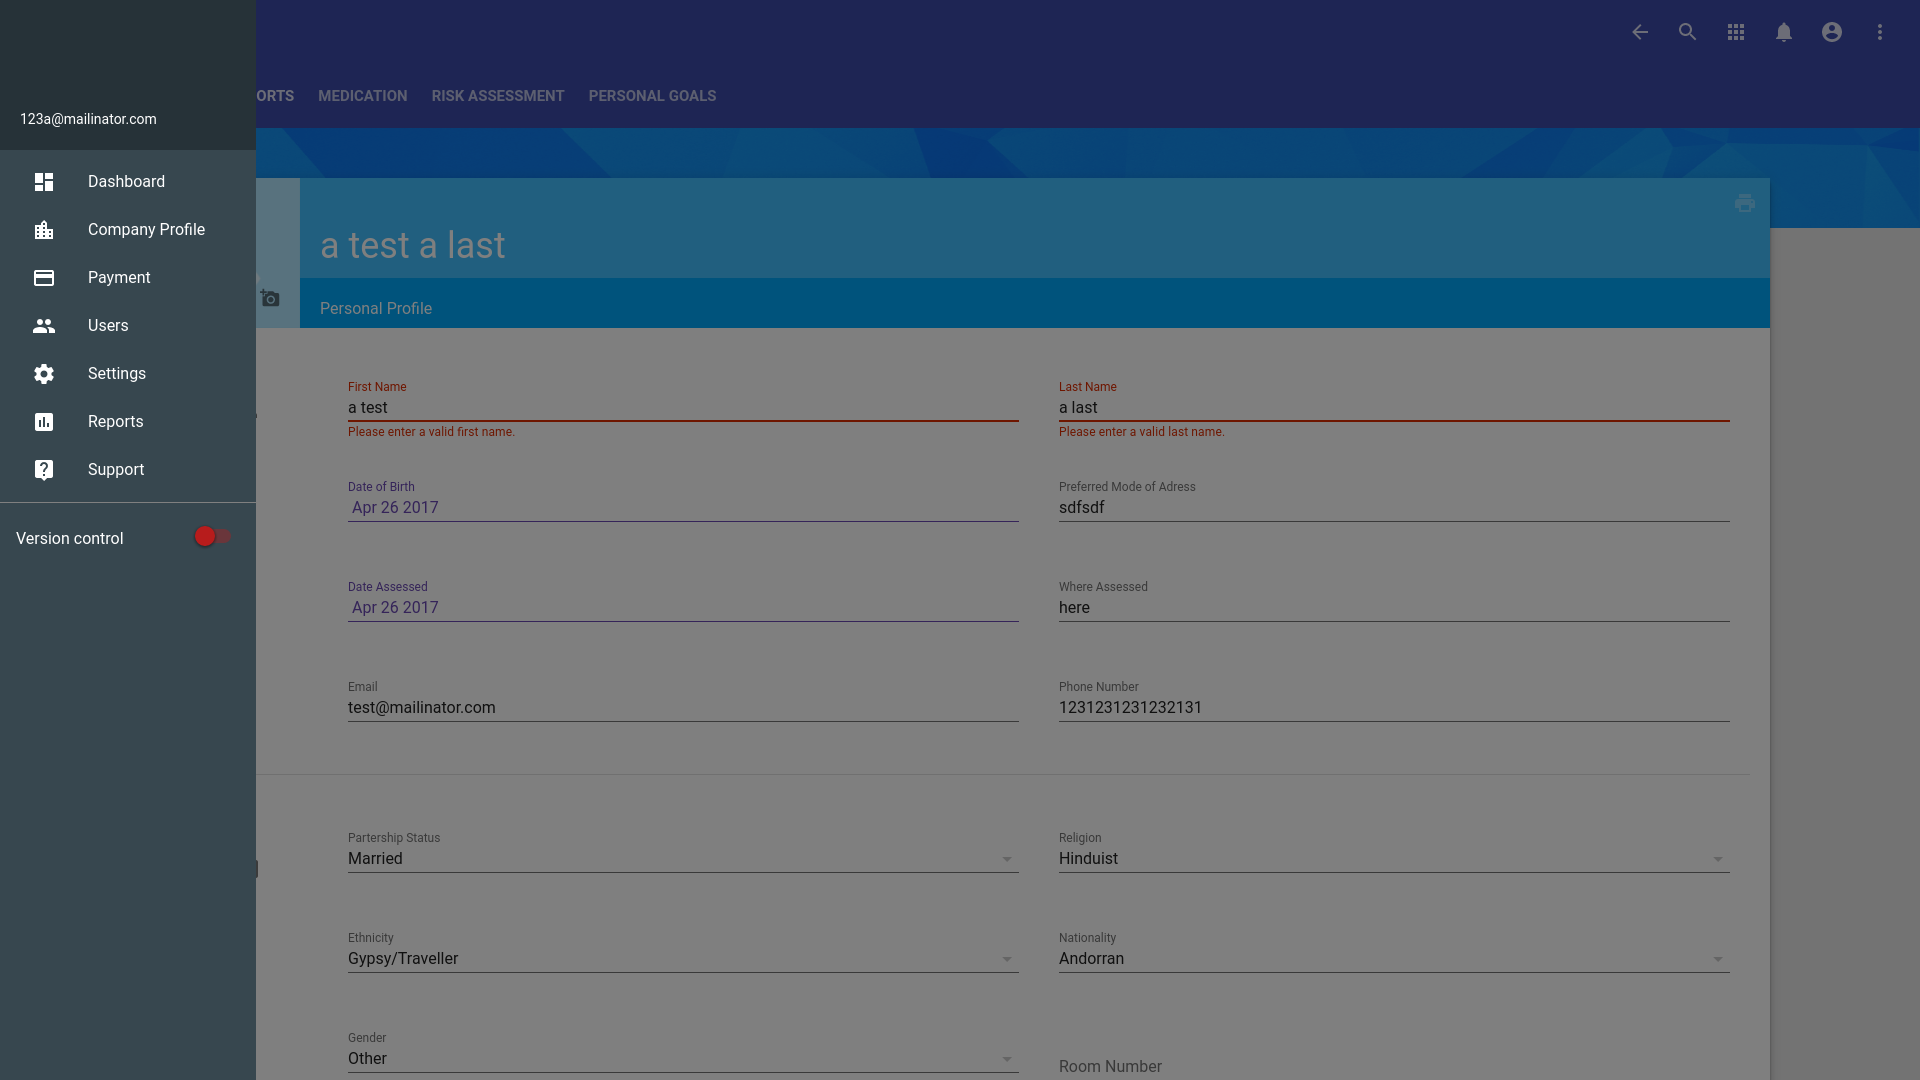 123a@mailinator.com
Dashboard
Company Profile
Payment
Users
Settings
Reports
Support
Version control
ORTS MEDICATION RISK ASSESSMENT PERSONAL GOALS
a test a last
Personal Profile
First Name
a test
Please enter a valid first name.
Last Name
a last
Please enter a valid last name.
Date of Birth
Apr 26 2017
Preferred Mode of Adress
sdfsdf
Date Assessed
Apr 26 2017
Where Assessed
here
Email
test@mailinator.com
Phone Number
1231231231232131
Partership Status
Married
Religion
Hinduist
Ethnicity
Gypsy/Traveller
Nationality
Andorran
Gender
Other
Room Number